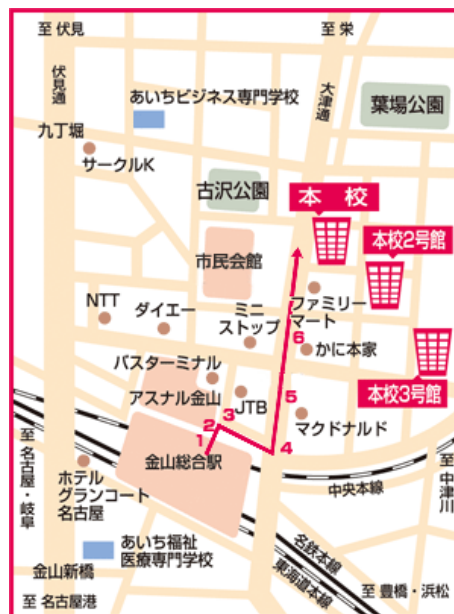 至 伏見
至 栄
伏見通
大津通
あいちビジネス専門学校
葉場公園
九丁堀
サークルK
古沢公園
本 校
本校2号館
市民会館
NTT
ダイエー
ミニ
ストップ
ファミリー
マート
6
かに本家
バスターミナル
本校3号館
アスナル金山
JTB
5
3
2
マクドナルド
1
4
金山総合駅
至 名古屋・岐阜
至 中津川
中央本線
ホテル
グランコート
名古屋
名鉄本線
あいち福祉
医療専門学校
東海道本線
金山新橋
至 名古屋港
至 豊橋・浜松